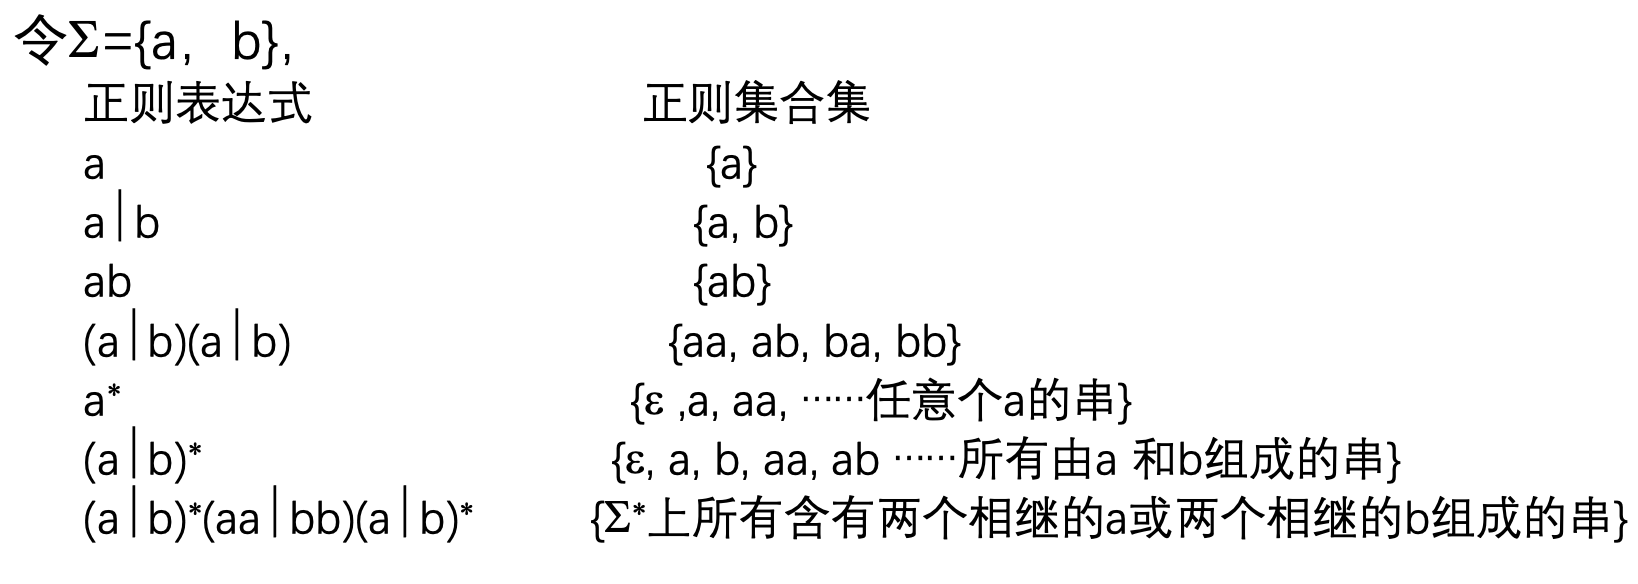 令Σ={a，b},
正则表达式 正则集合集
a {a}
a|b {a, b}
ab {ab}
(a|b)(a|b) {aa, ab, ba, bb}
a* {ε ,a, aa, ……任意个a的串}
(a|b)* {ε, a, b, aa, ab ……所有由a 和b组成的串}
(a|b)*(aa|bb)(a|b)* {Σ*上所有含有两个相继的a或两个相继的b组成的串}